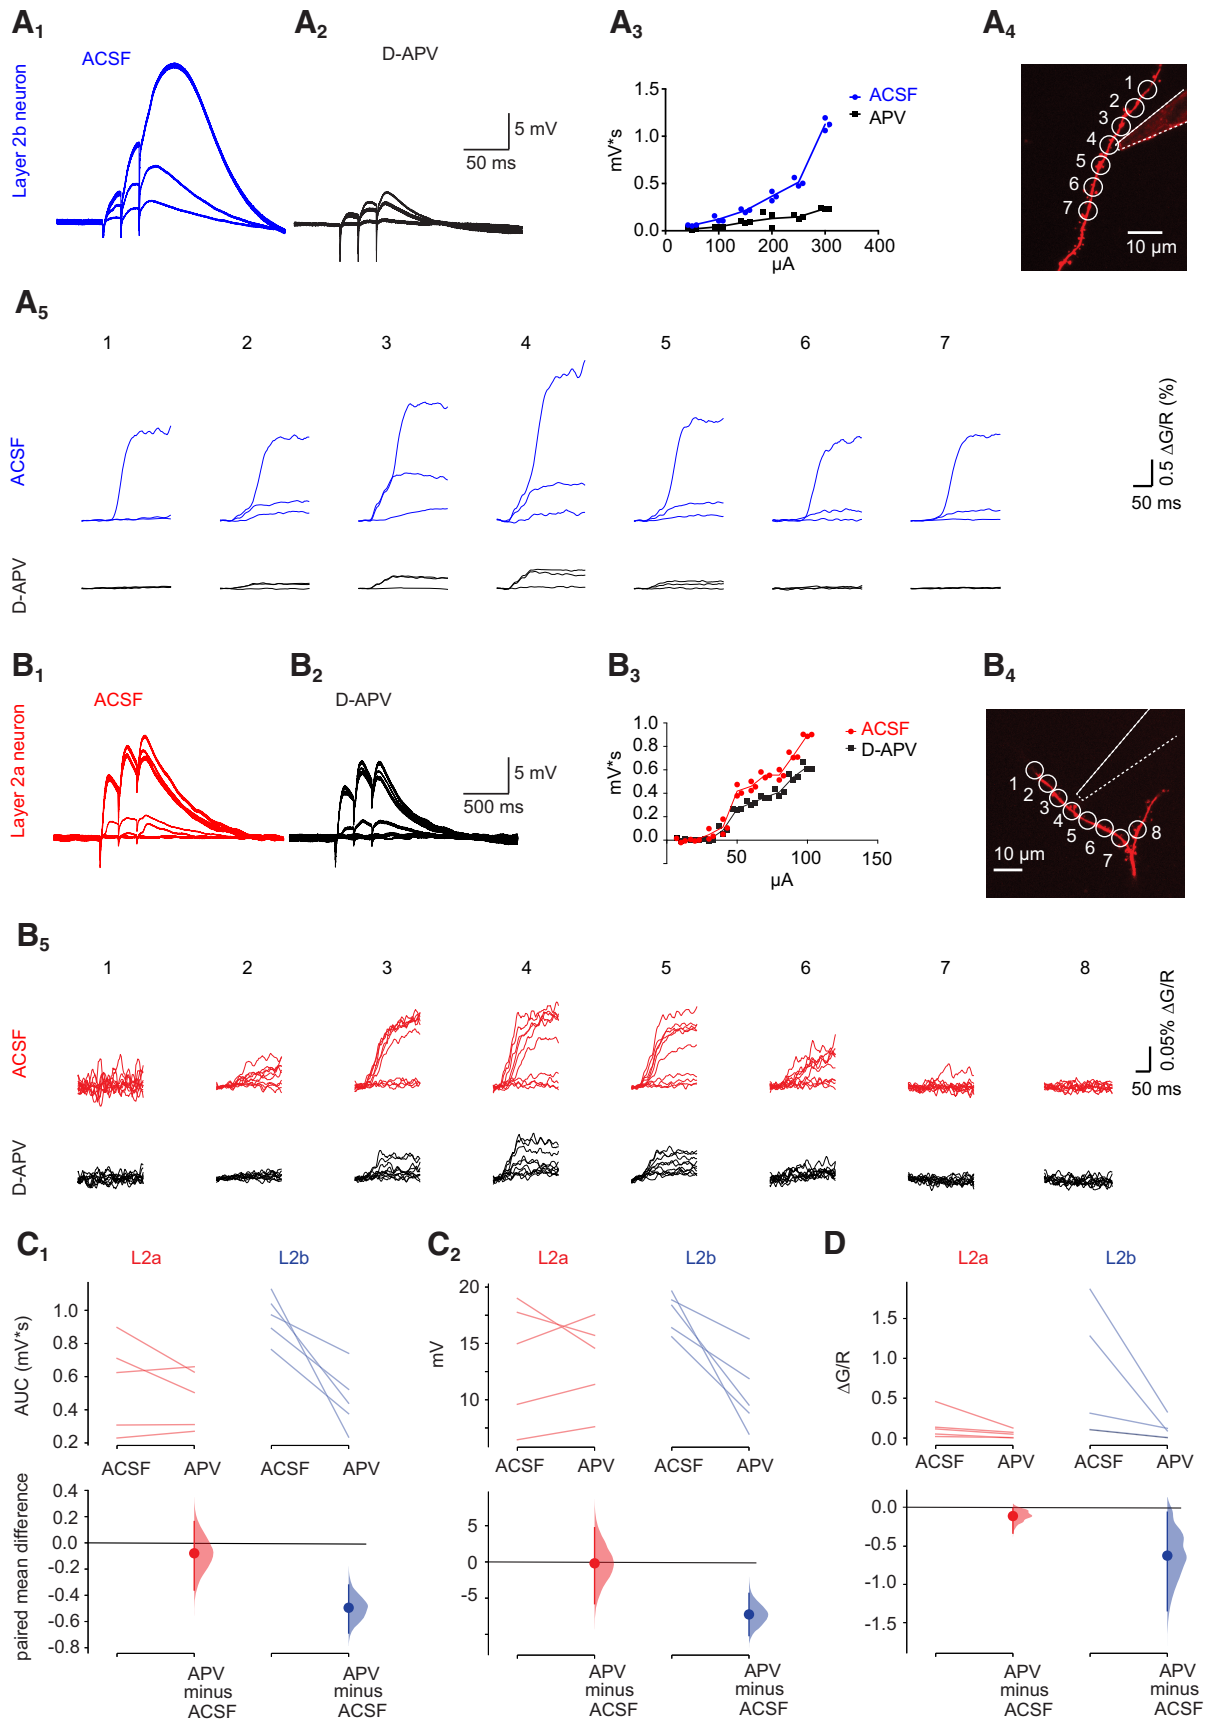 A1
A2
A3
A4
Layer 2b neuron
ACSF
D-APV
5 mV
50 ms
mV*s
1.5
1.0
0.5
0.0
0
100
200
300
400
µA
ACSF
APV
1
2
3
4
5
6
7
10 µm
A5
1
2
3
4
5
6
7
ACSF
D-APV
0.5 ΔG/R (%)
50 ms
B1
B2
B3
B4
Layer 2a neuron
ACSF
D-APV
5 mV
500 ms
mV*s
1.0
0.8
0.6
0.4
0.2
0.0
50
100
150
µA
ACSF
D-APV
1
2
3
4
5
6
7
8
10 µm
B5
1
2
3
4
5
6
7
8
ACSF
D-APV
0.05% ΔG/R
50 ms
C1
L2a
L2b
AUC (mV*s)
1.0
0.8
0.6
0.4
0.2
ACSF
APV
ACSF
APV
paired mean difference
0.4
0.2
0.0
-0.2
-0.4
-0.6
-0.8
APV
minus
ACSF
APV
minus
ACSF
C2
L2a
L2b
mV
20
15
10
ACSF
APV
ACSF
APV
5
0
-5
APV
minus
ACSF
APV
minus
ACSF
D
L2a
L2b
ΔG/R
1.5
1.0
0.5
0.0
ACSF
APV
ACSF
APV
0.0
-0.5
-1.0
-1.5
APV
minus
ACSF
APV
minus
ACSF